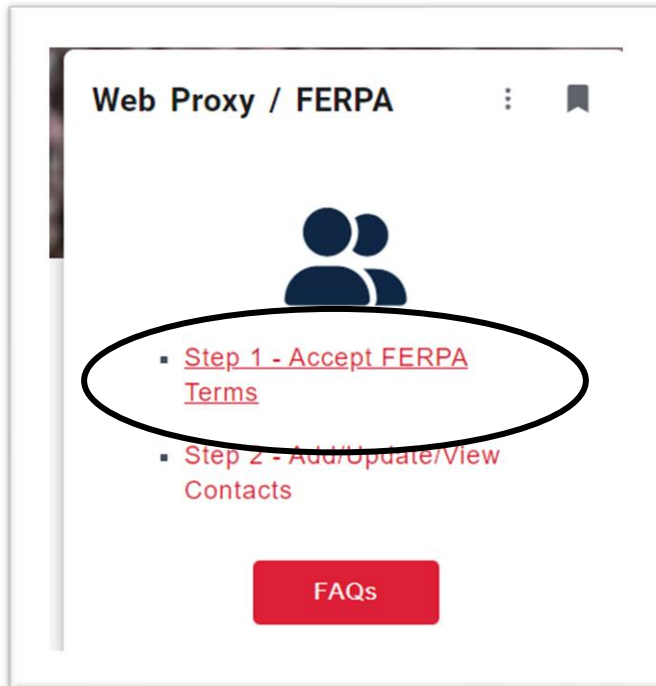 Web Proxy / FERPA
Step 1 - Accept FERPA
Terms
Step 2 - Add/Update/View
Contacts
FAQs